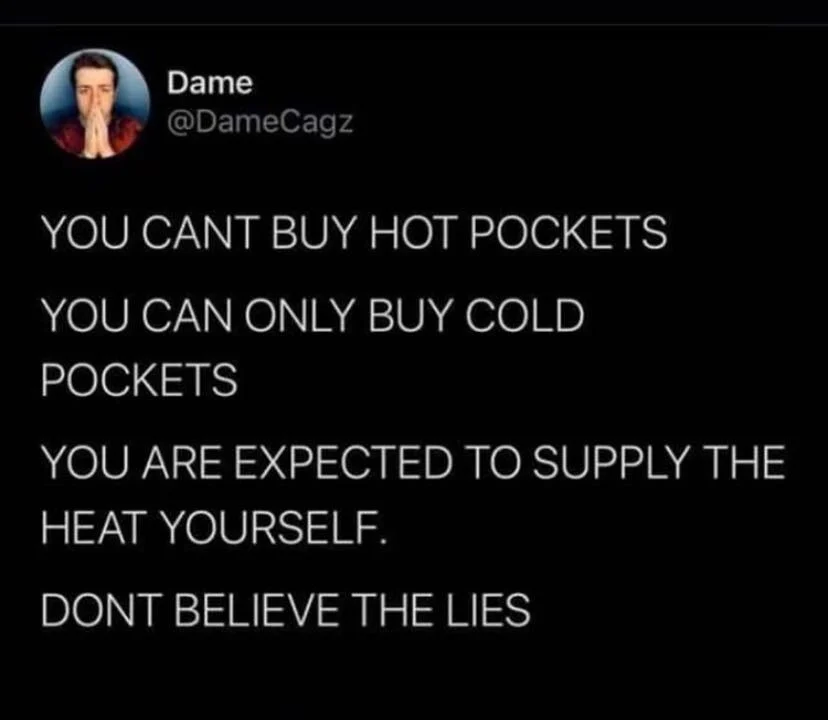 Dame
@DameCagz
YOU CANT BUY HOT POCKETS
YOU CAN ONLY BUY COLD
POCKETS
YOU ARE EXPECTED TO SUPPLY THE
HEAT YOURSELF.
DONT BELIEVE THE LIES